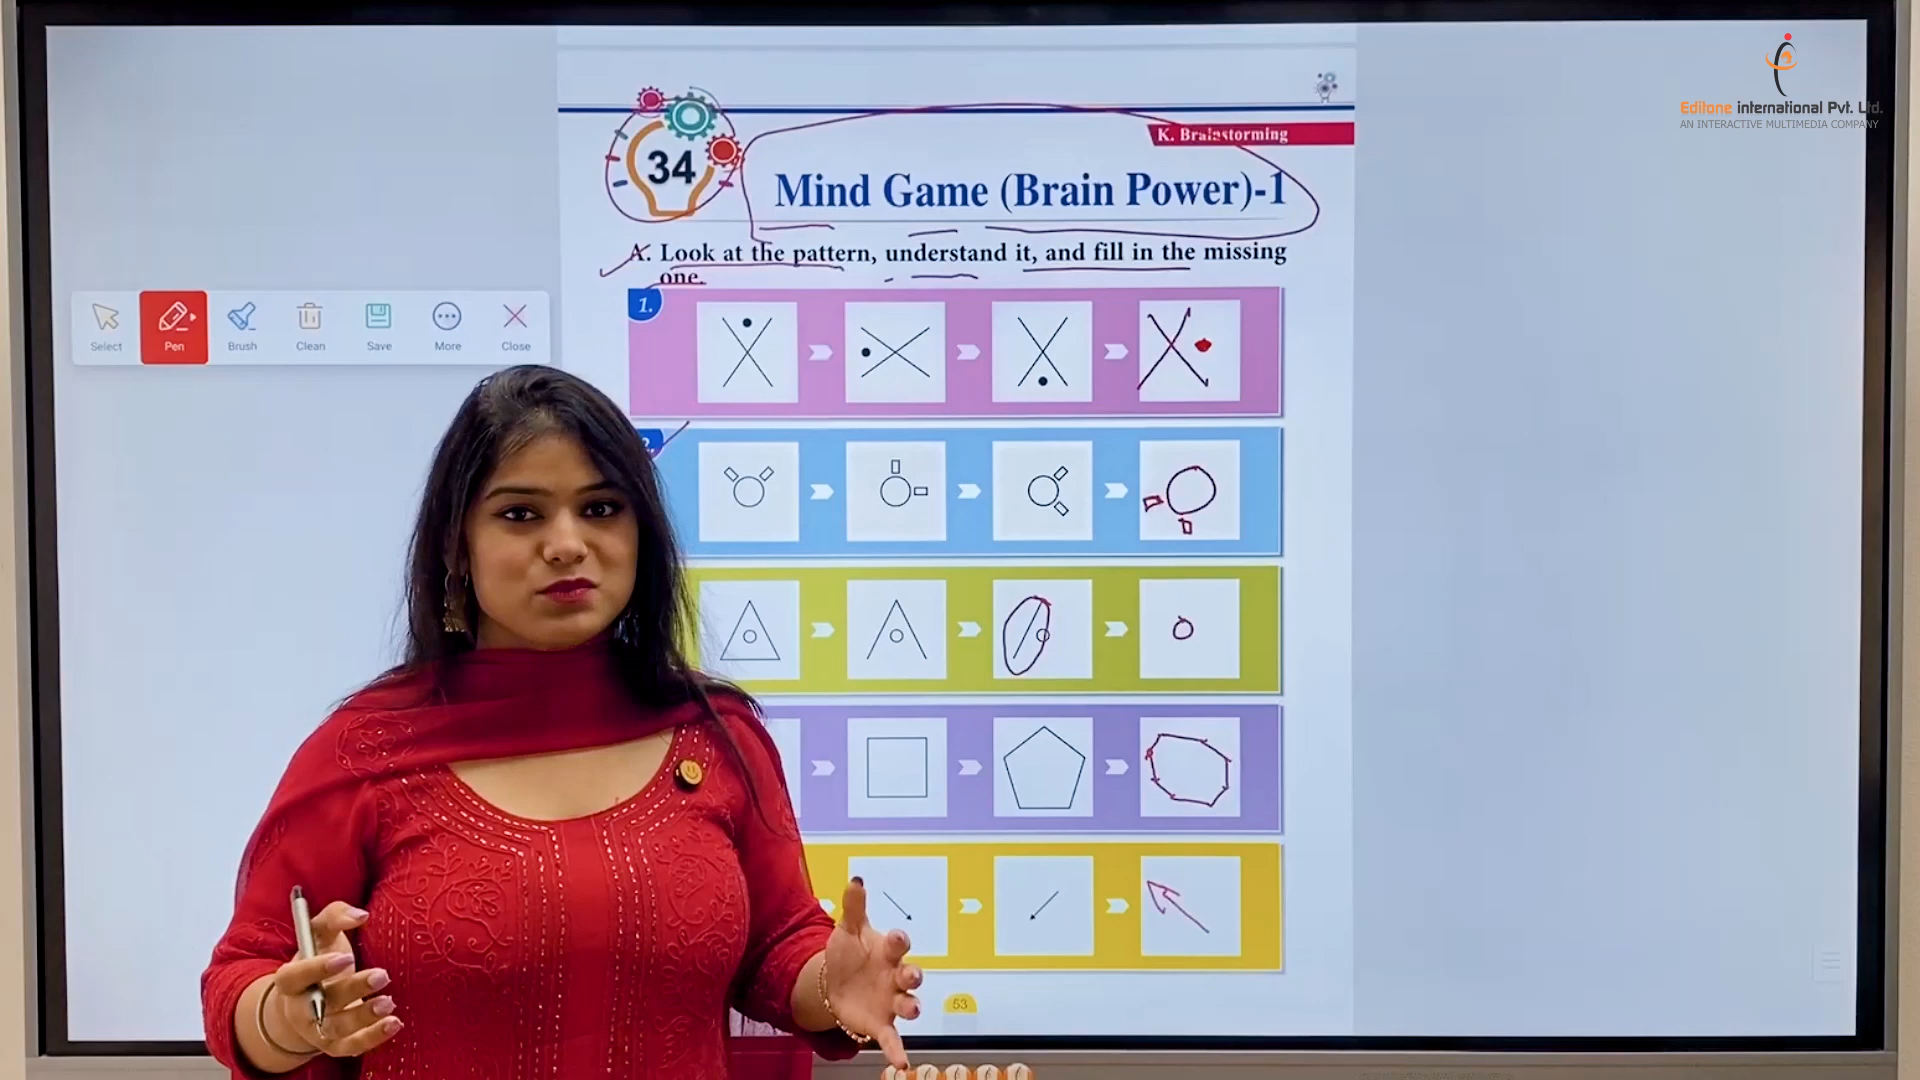 Edilone international Pvt. Ltd.
AN INTERACTIVE MULTIMEDIA COMPANY
K. Brainstorming
34
Mind Game (Brain Power)-1
A. Look at the pattern, understand it, and fill in the missing
one.
1.
Select
Pen
Brush
Clean
Save
More
Close
2.
53